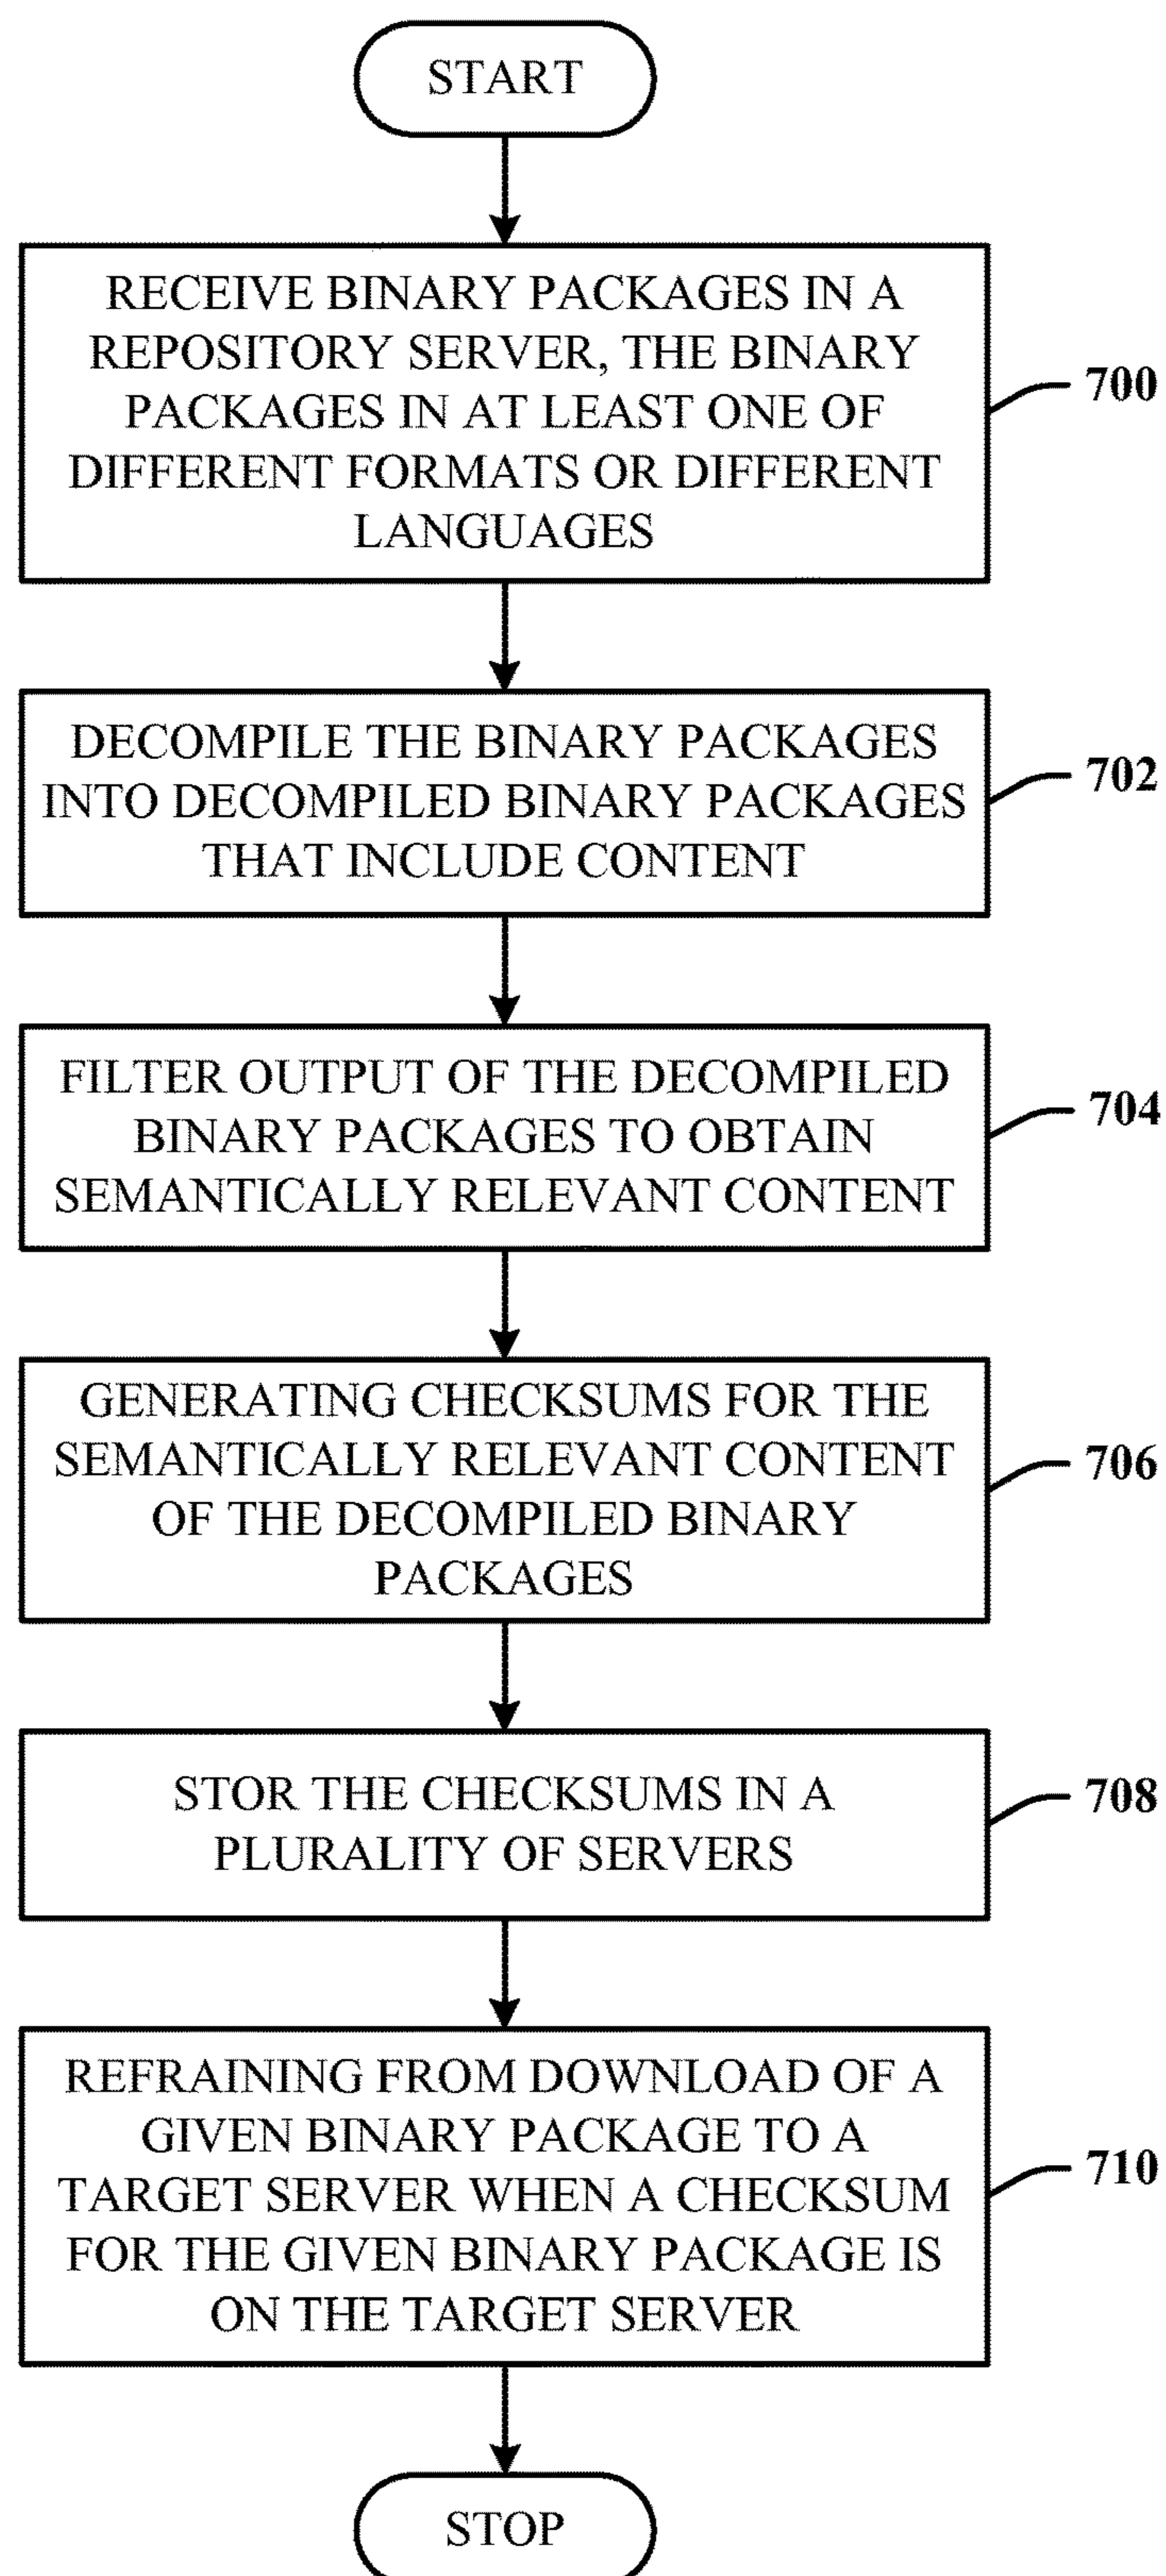 START
RECEIVE BINARY PACKAGES IN A
REPOSITORY SERVER, THE BINARY
PACKAGES IN AT LEAST ONE OF
DIFFERENT FORMATS OR DIFFERENT
LANGUAGES
700
DECOMPILE THE BINARY PACKAGES
INTO DECOMPILED BINARY PACKAGES
THAT INCLUDE CONTENT
702
FILTER OUTPUT OF THE DECOMPILED
BINARY PACKAGES TO OBTAIN
SEMANTICALLY RELEVANT CONTENT
704
GENERATING CHECKSUMS FOR THE
SEMANTICALLY RELEVANT CONTENT
OF THE DECOMPILED BINARY
PACKAGES
706
STOR THE CHECKSUMS IN A
PLURALITY OF SERVERS
708
REFRAINING FROM DOWNLOAD OF A
GIVEN BINARY PACKAGE TO A
TARGET SERVER WHEN A CHECKSUM
FOR THE GIVEN BINARY PACKAGE IS
ON THE TARGET SERVER
710
STOP